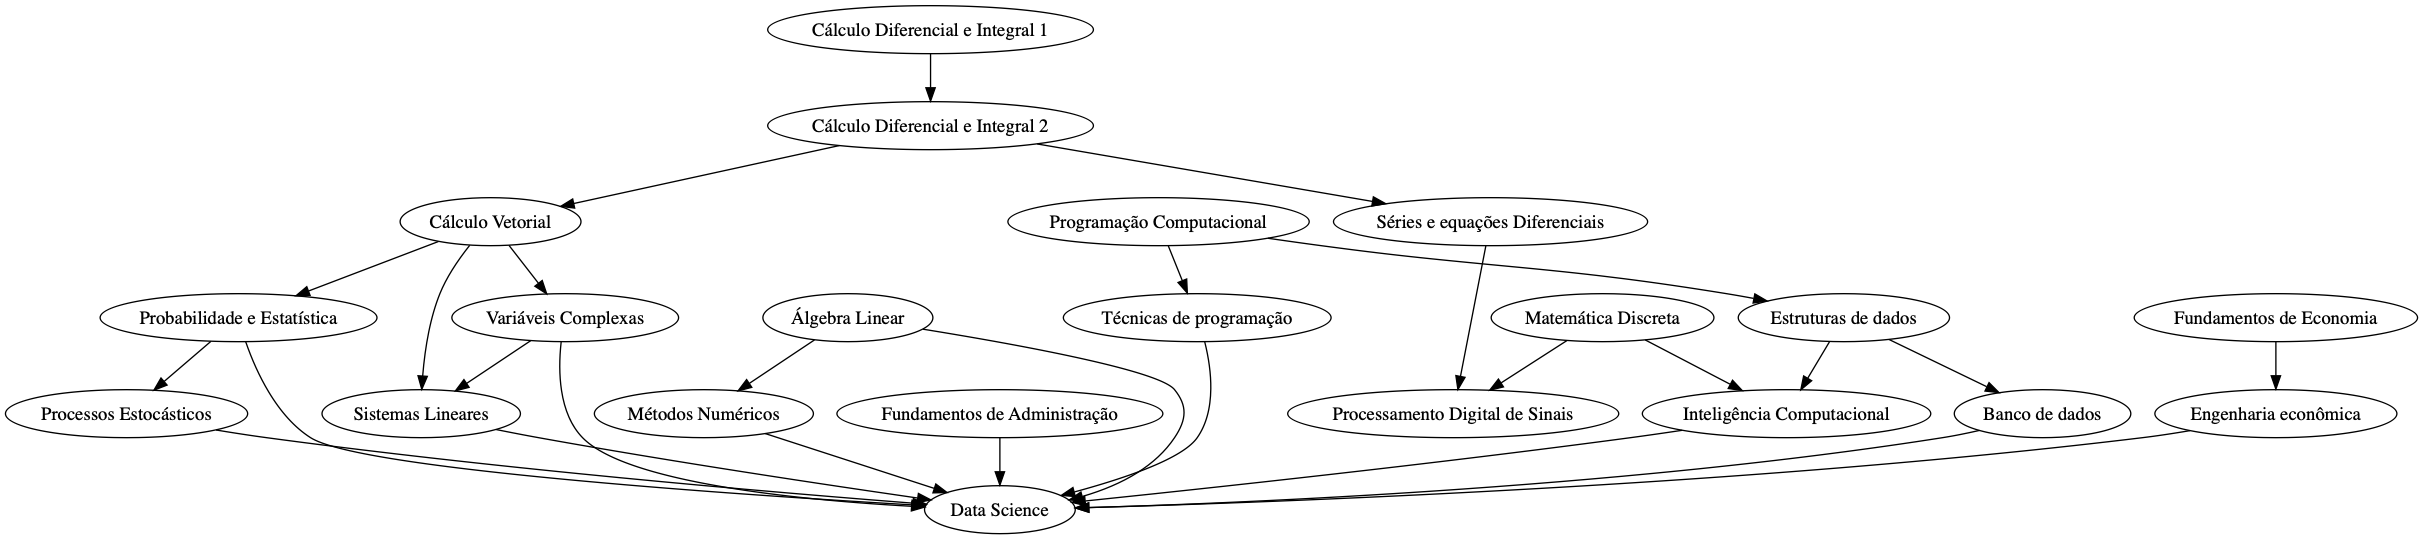 Cálculo Diferencial e Integral 1
Cálculo Diferencial e Integral 2
Cálculo Vetorial
Programação Computacional
Séries e equações Diferenciais
Probabilidade e Estatística
Variáveis Complexas
Álgebra Linear
Técnicas de programação
Matemática Discreta
Estruturas de dados
Fundamentos de Economia
Processos Estocásticos
Sistemas Lineares
Métodos Numéricos
Fundamentos de Administração
Processamento Digital de Sinais
Inteligência Computacional
Banco de dados
Engenharia econômica
Data Science